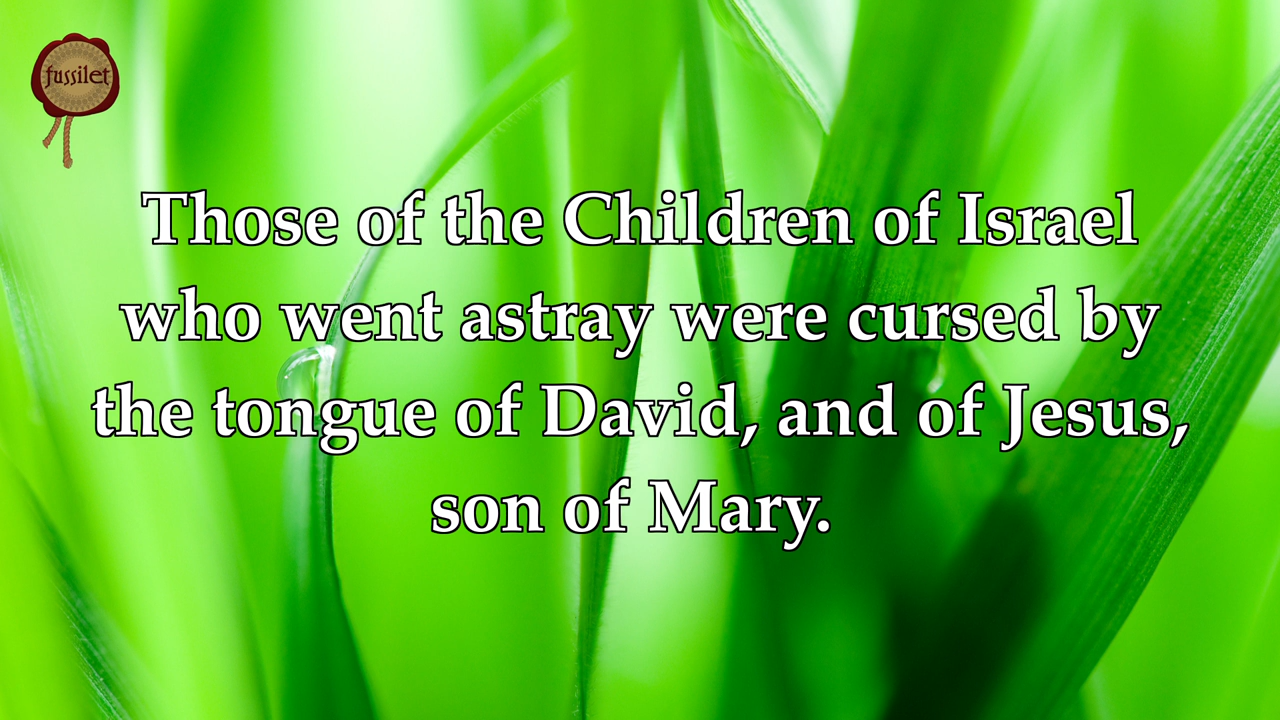 fussilet
Those of the Children of Israel
who went astray were cursed by
the tongue of David, and of Jesus,
son of Mary.